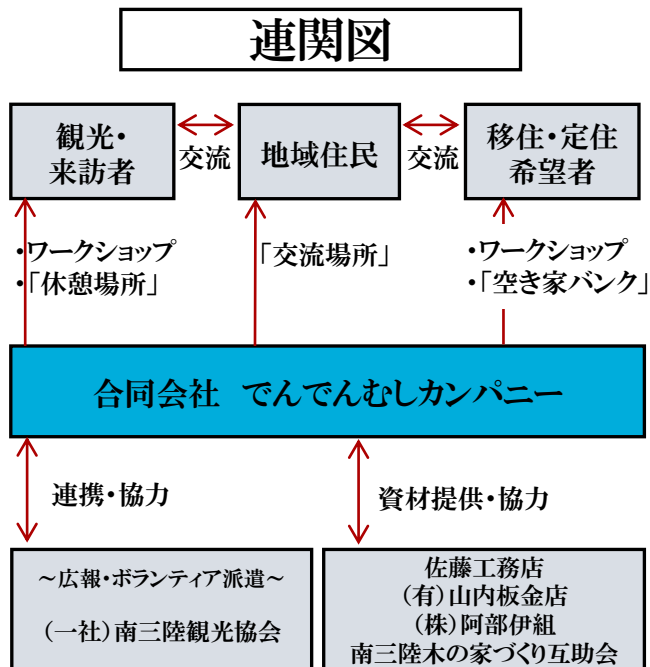 連関図
観光・
来訪者
交流
地域住民
交流
移住・定住
希望者
・ワークショップ
・「休憩場所」
「交流場所」
・ワークショップ
・「空き家バンク」
合同会社　でんでんむしカンパニー
連携・協力
資材提供・協力
～広報・ボランティア派遣～
（一社）南三陸観光協会
佐藤工務店
（有）山内板金店
（株）阿部伊組
南三陸木の家づくり互助会